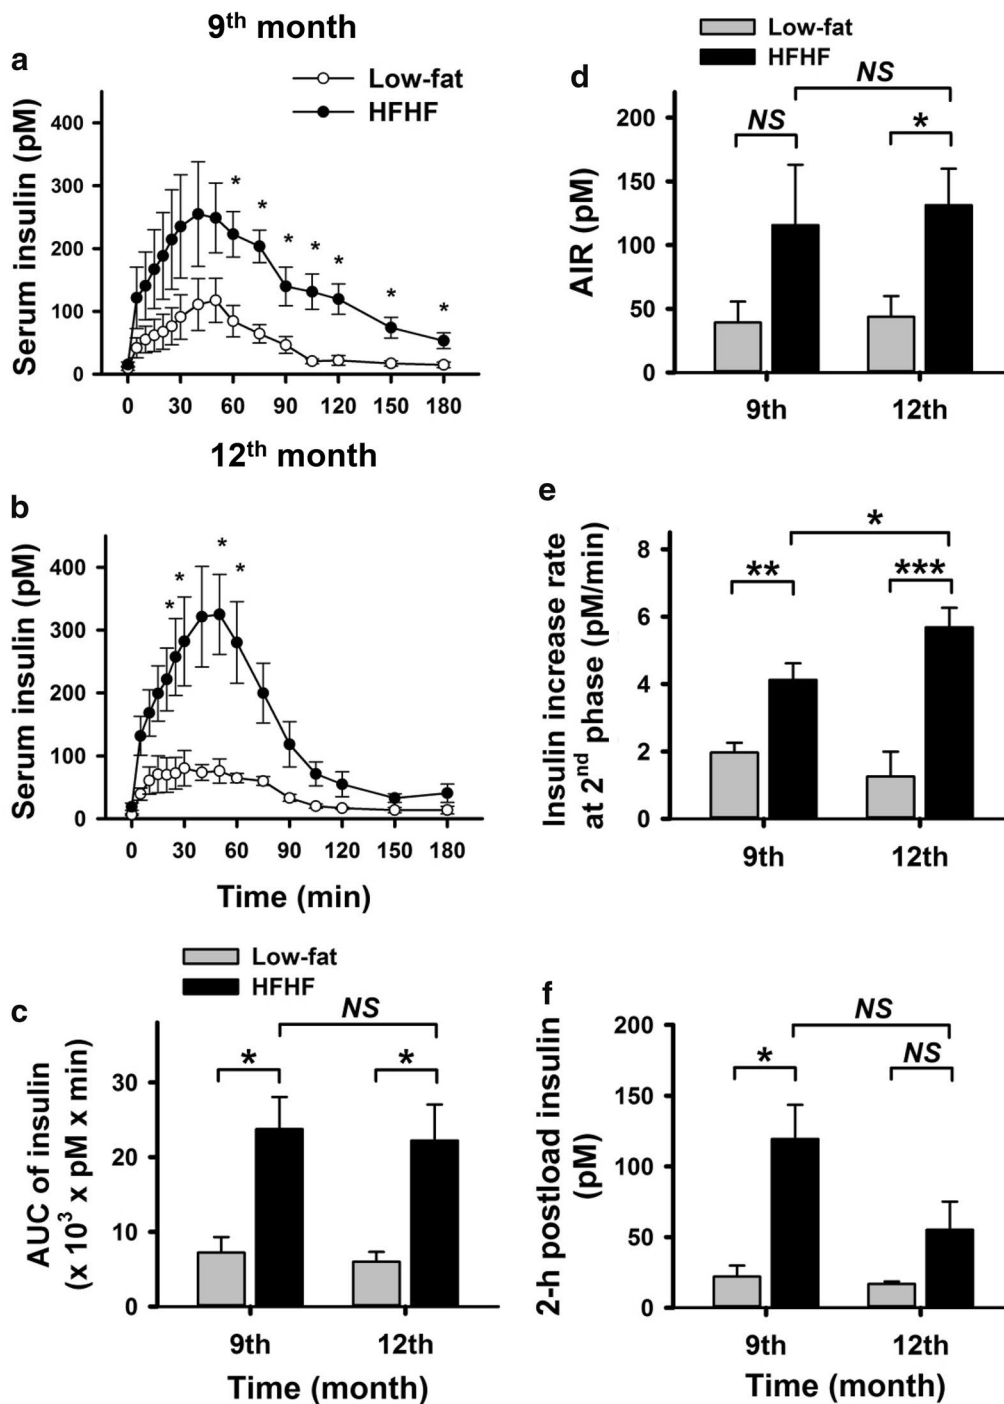 9th month
a
Low-fat
HFHF
Serum insulin (pM)
400
300
200
100
0
* * * * * * *
0 30 60 90 120 150 180
12th month
b
Serum insulin (pM)
400
300
200
100
0
* * * *
0 30 60 90 120 150 180
Time (min)
Low-fat
HFHF
c
AUC of insulin
(x 10³ x pM x min)
30
20
10
0
NS
* *
9th 12th
Time (month)
Low-fat
HFHF
d
AIR (pM)
200
150
100
50
0
NS
NS *
9th 12th
e
Insulin increase rate
at 2nd phase (pM/min)
8
6
4
2
0
*
** ***
9th 12th
f
2-h postload insulin
(pM)
200
150
100
50
0
NS
* NS
9th 12th
Time (month)